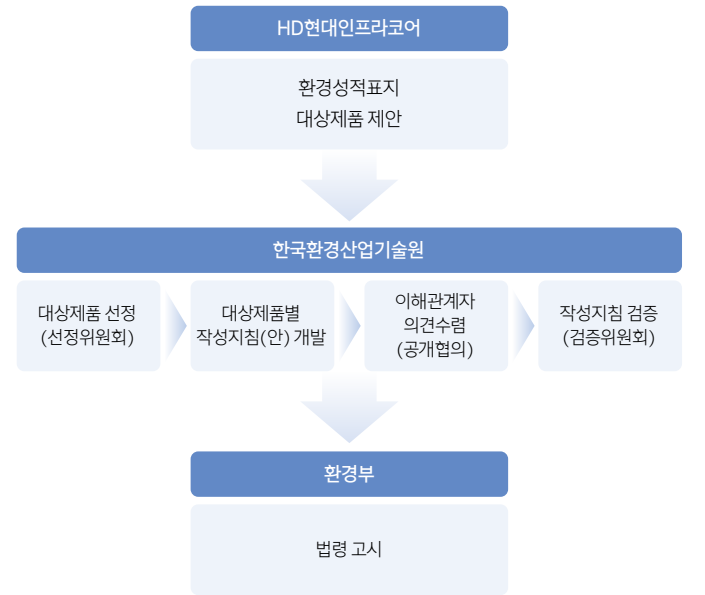 HD현대인프라코어
환경성적표지
대상제품 제안
한국환경산업기술원
대상제품 선정
(선정위원회)
대상제품별
작성지침(안) 개발
이해관계자
의견수렴
(공개협의)
작성지침 검증
(검증위원회)
환경부
법령 고시